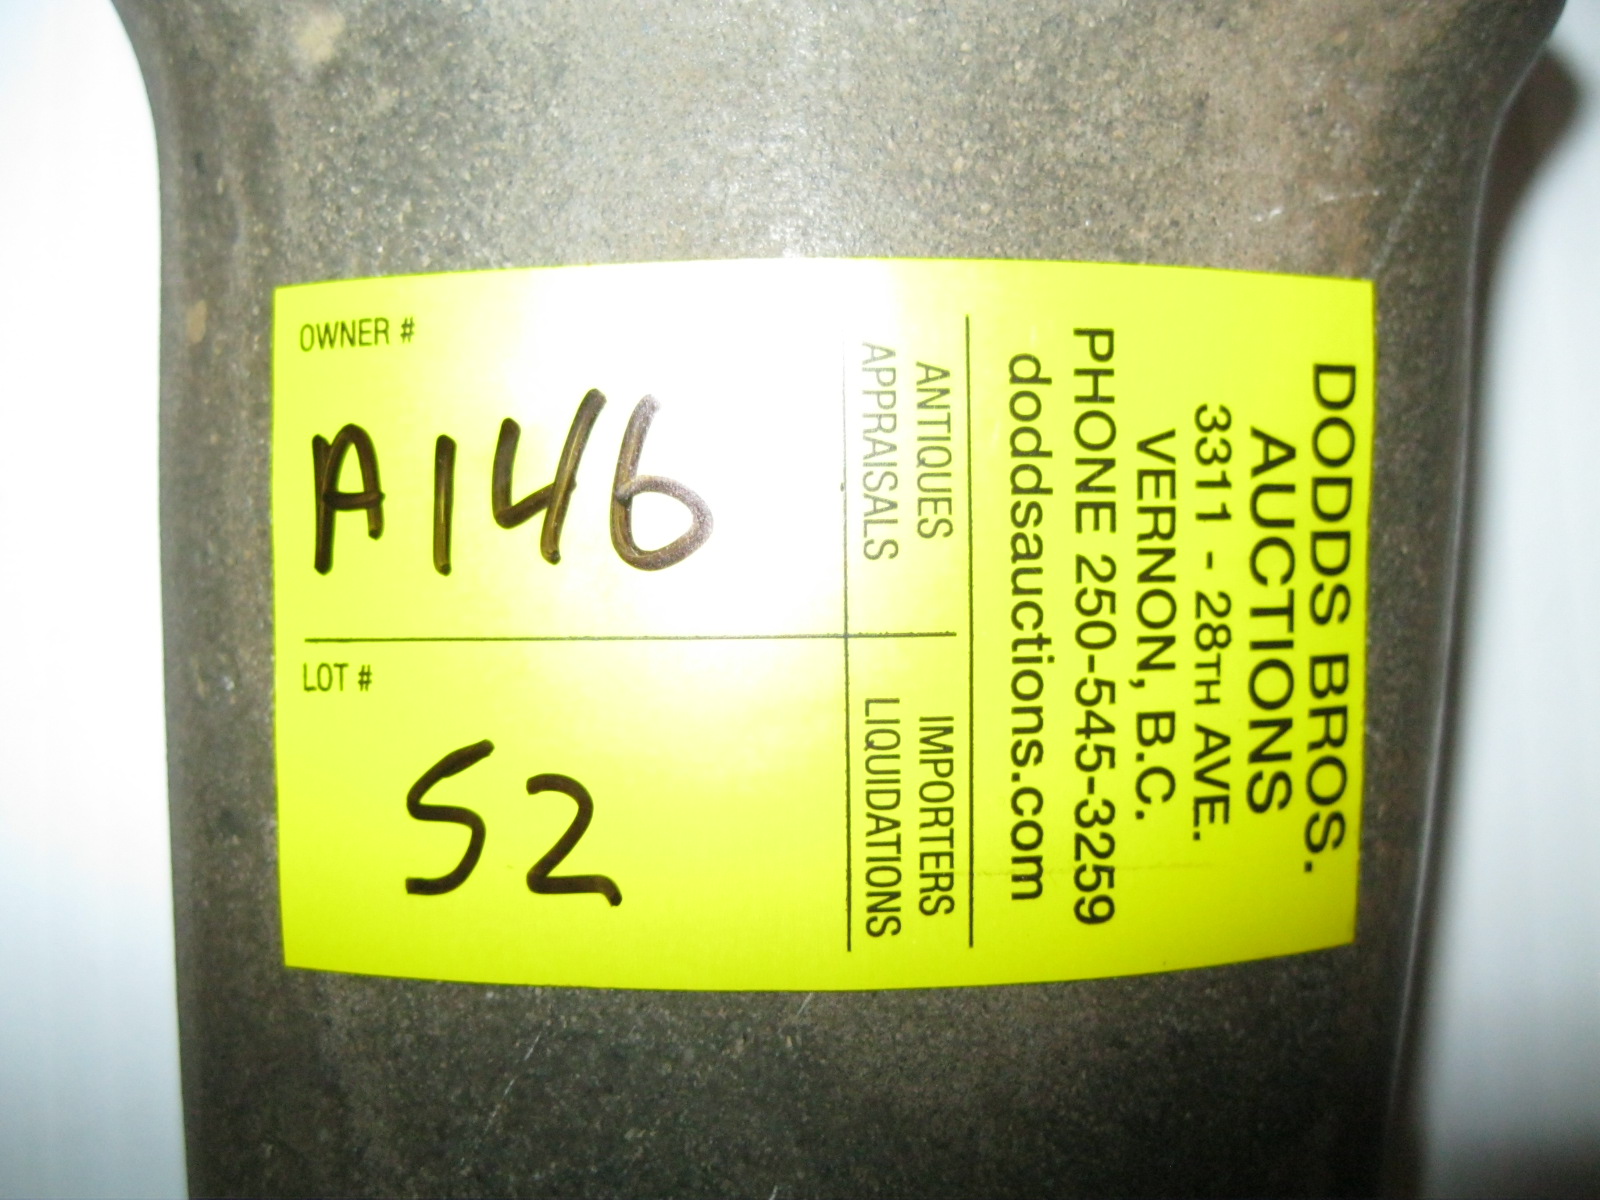 DODDS BROS.
AUCTIONS
3311 - 28TH AVE.
VERNON, B.C.
PHONE 250-545-3259
doddsauctions.com
ANTIQUES
APPRAISALS
IMPORTERS
LIQUIDATIONS
OWNER #
A146
LOT #
52